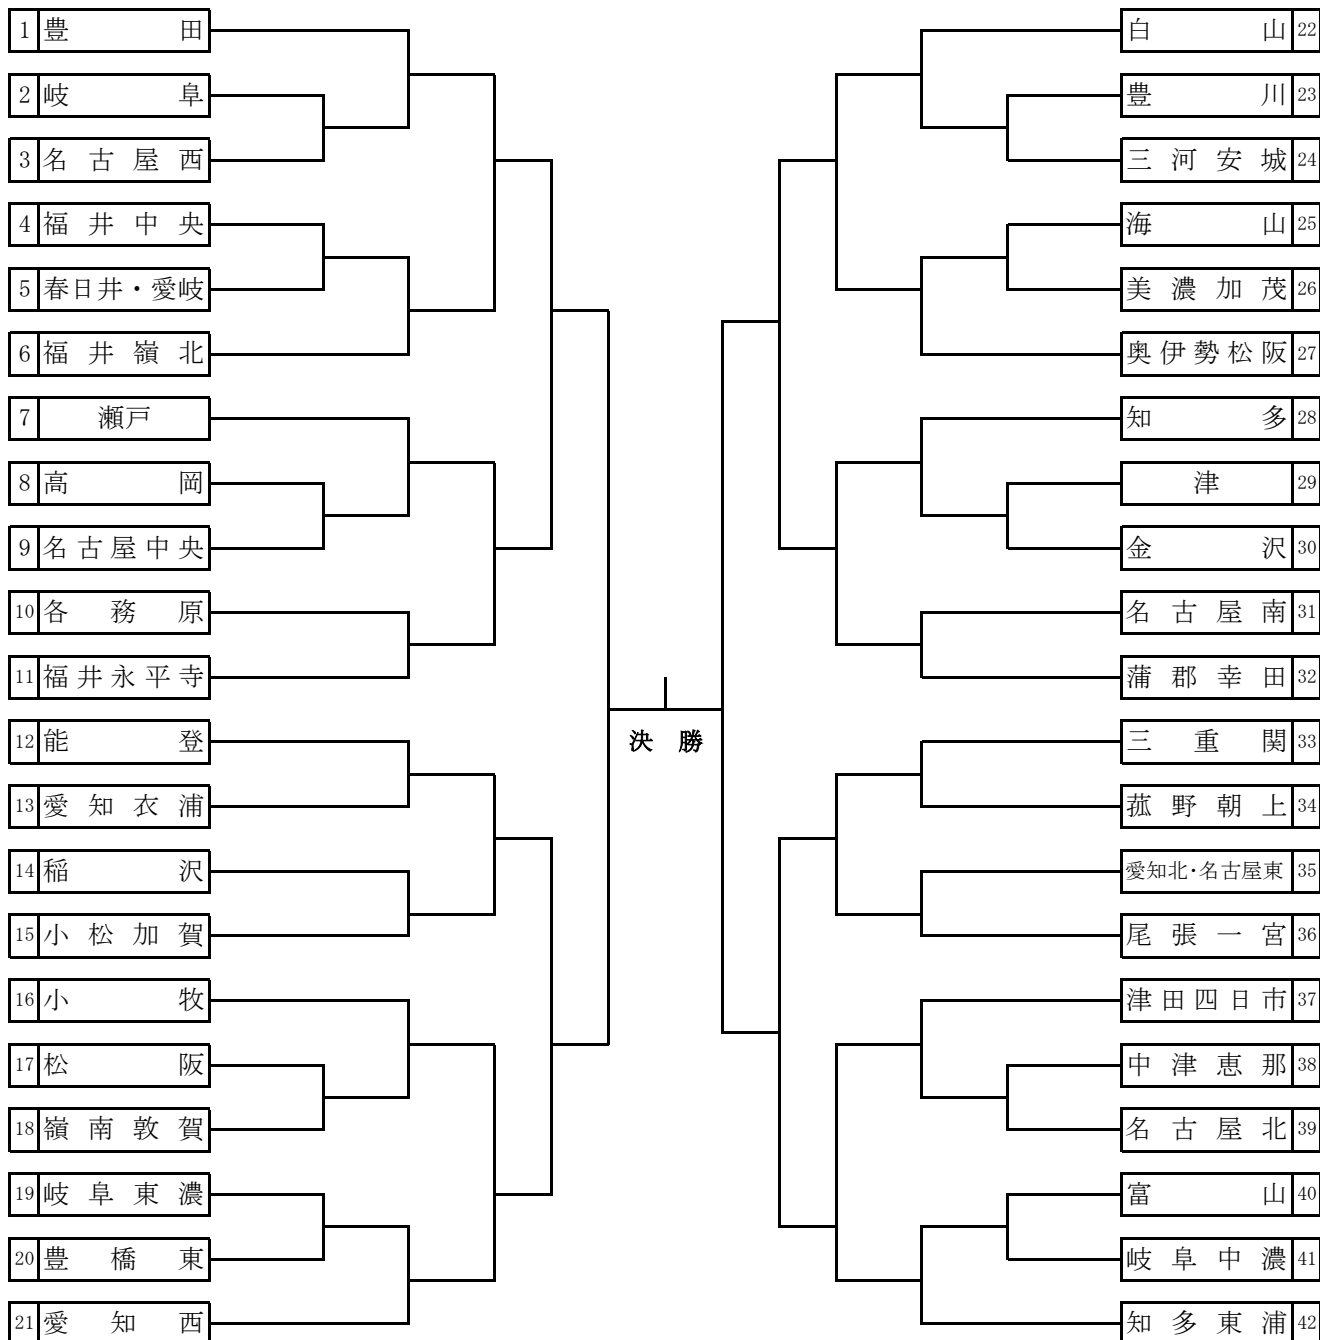 1 豊田
2 岐阜
3 名古屋西
4 福井中央
5 春日井・愛岐
6 福井嶺北
7 瀬戸
8 高岡
9 名古屋中央
10 各務原
11 福井永平寺
12 能登
13 愛知衣浦
14 稲沢
15 小松加賀
16 小牧
17 松阪
18 嶺南敦賀
19 岐阜東濃
20 豊橋東
21 愛知西
決勝
白山 22
豊川 23
三河安城 24
海山 25
美濃加茂 26
奥伊勢松阪 27
知多 28
津 29
金沢 30
名古屋南 31
蒲郡幸田 32
三重関 33
菰野朝上 34
愛知北・名古屋東 35
尾張一宮 36
津田四日市 37
中津恵那 38
名古屋北 39
富山 40
岐阜中濃 41
知多東浦 42